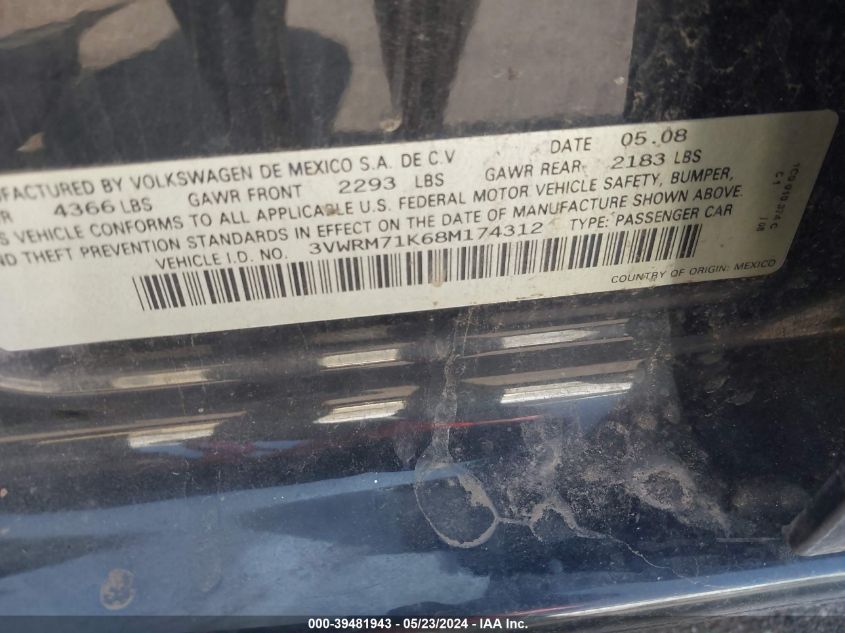 UFACTURED BY VOLKSWAGEN DE MEXICO S.A. DE C.V DATE 05.08
R 4366 LBS GAWR FRONT 2293 LBS GAWR REAR 2183 LBS
S VEHICLE CONFORMS TO ALL APPLICABLE U.S. FEDERAL MOTOR VEHICLE SAFETY, BUMPER,
ND THEFT PREVENTION STANDARDS IN EFFECT ON THE DATE OF MANUFACTURE SHOWN ABOVE.
VEHICLE I.D. NO. 3VWRM71K68M174312 TYPE: PASSENGER CAR
COUNTRY OF ORIGIN: MEXICO
000-39481943 - 05/23/2024 - IAA Inc.